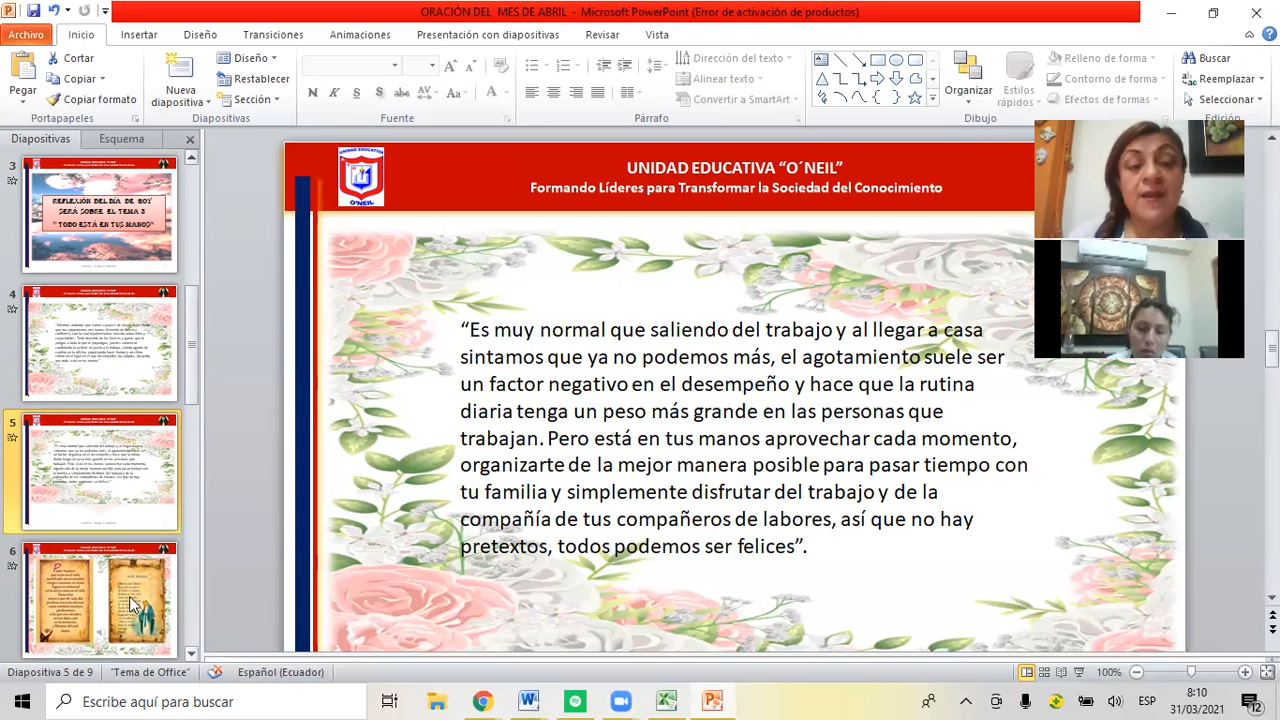 ORACIÓN DEL MES DE ABRIL - Microsoft PowerPoint (Error de activación de productos)
Archivo Inicio Insertar Diseño Transiciones Animaciones Presentación con diapositivas Revisar Vista
Pegar
Cortar
Copiar
Copiar formato
Portapapeles
Nueva
diapositiva
Diseño
Restablecer
Sección
Diapositivas
N K S S abc AV Aa A
Fuente
Dirección de texto
Alinear texto
Convertir a SmartArt
Párrafo
Organizar
Estilos
rápidos
Relleno de forma
Contorno de forma
Efectos de formas
Dibujo
Buscar
Reemplazar
Seleccionar
Edición
Diapositivas Esquema
3
REFLEXIÓN DEL DÍA DE HOY
SERÁ SOBRE EL TEMA 3
"TODO ESTÁ EN TUS MANOS"
4
5
6
UNIDAD EDUCATIVA “O´NEIL”
Formando Líderes para Transformar la Sociedad del Conocimiento
UNIDAD EDUCATIVA
O'NEIL
“Es muy normal que saliendo del trabajo y al llegar a casa
sintamos que ya no podemos más, el agotamiento suele ser
un factor negativo en el desempeño y hace que la rutina
diaria tenga un peso más grande en las personas que
trabajan. Pero está en tus manos aprovechar cada momento,
organizarte de la mejor manera posible para pasar tiempo con
tu familia y simplemente disfrutar del trabajo y de la
compañía de tus compañeros de labores, así que no hay
pretextos, todos podemos ser felices”.
Diapositiva 5 de 9 "Tema de Office" Español (Ecuador) 100%
Escribe aquí para buscar
ESP
8:10
31/03/2021